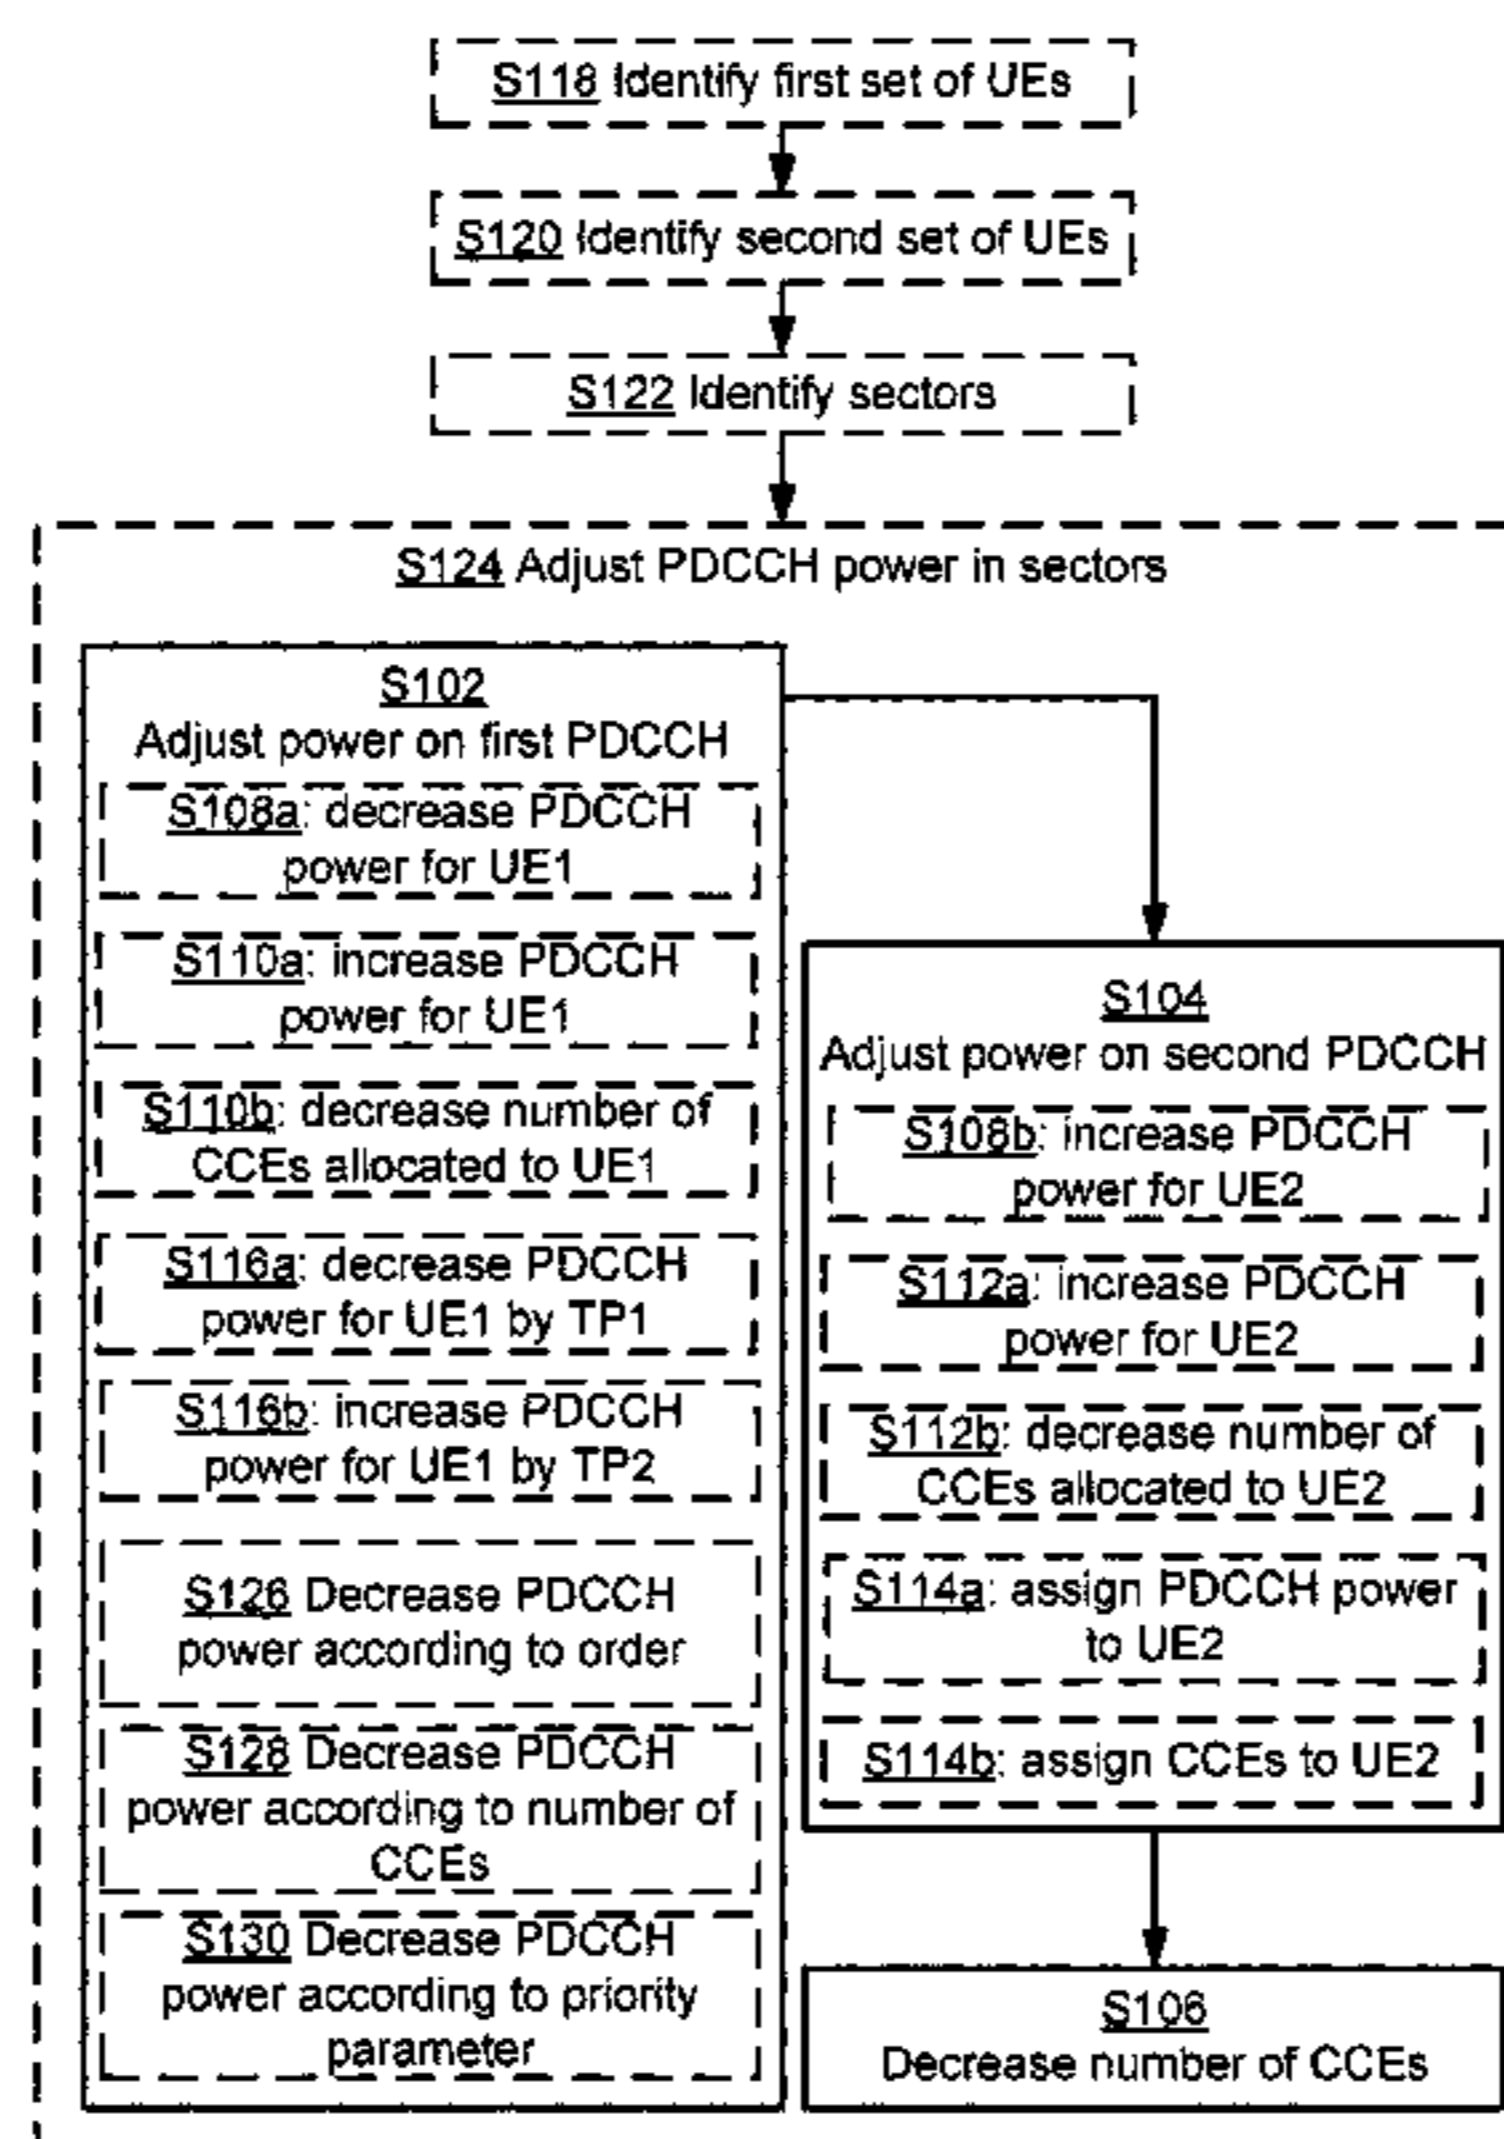 S118 Identify first set of UEs
S120 Identify second set of UEs
S122 Identify sectors
S124 Adjust PDCCH power in sectors
S102
Adjust power on first PDCCH
S108a: decrease PDCCH
power for UE1
S110a: increase PDCCH
power for UE1
S110b: decrease number of
CCEs allocated to UE1
S116a: decrease PDCCH
power for UE1 by TP1
S116b: increase PDCCH
power for UE1 by TP2
S126 Decrease PDCCH
power according to order
S128 Decrease PDCCH
power according to number of
CCEs
S130 Decrease PDCCH
power according to priority
parameter
S104
Adjust power on second PDCCH
S108b: increase PDCCH
power for UE2
S112a: increase PDCCH
power for UE2
S112b: decrease number of
CCEs allocated to UE2
S114a: assign PDCCH power
to UE2
S114b: assign CCEs to UE2
S106
Decrease number of CCEs